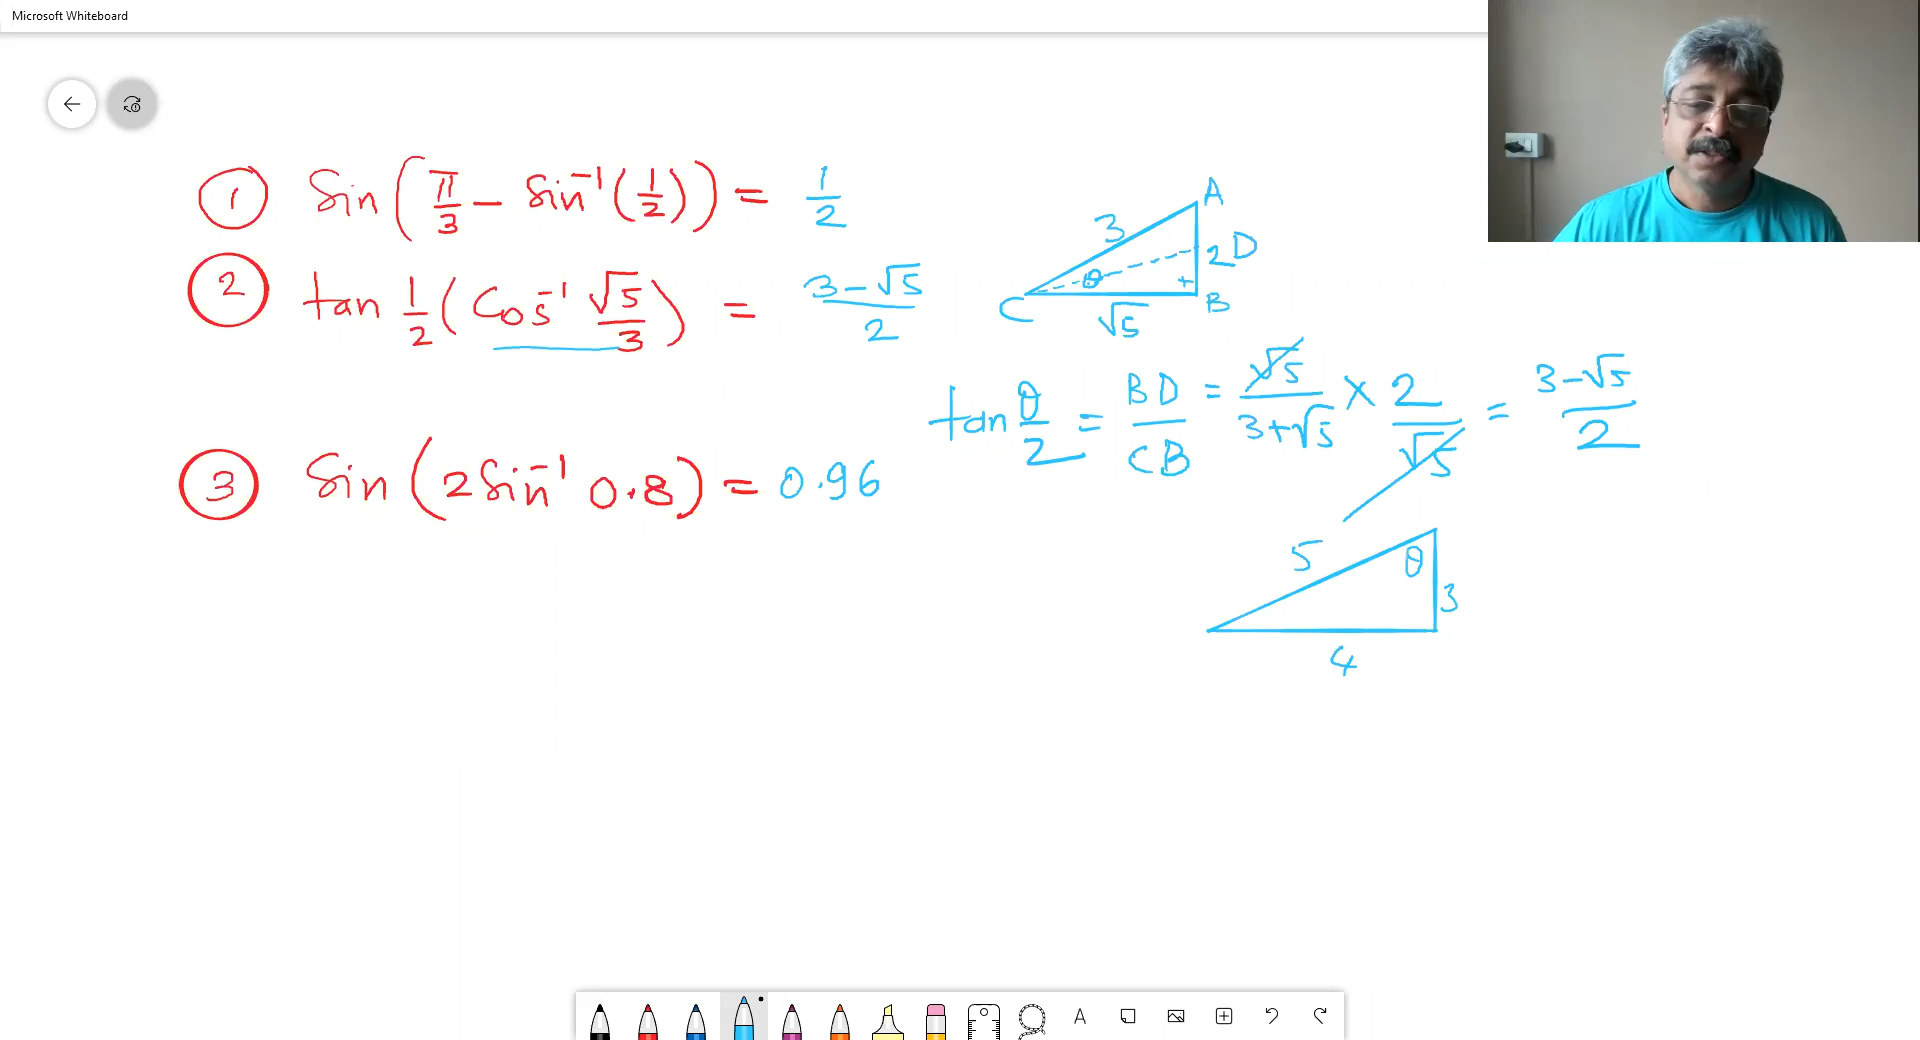 Microsoft Whiteboard
① Sin(π/3 − Sin⁻¹(1/2)) = 1/2
② tan 1/2 (Cos⁻¹ √5/3) = (3−√5)/2
A
3
2 D
θ
C
B
√5
tan θ/2 = BD/CB = √5/(3+√5) × 2/√5 = (3−√5)/2
③ Sin(2Sin⁻¹ 0.8) = 0.96
5
θ
3
4
A